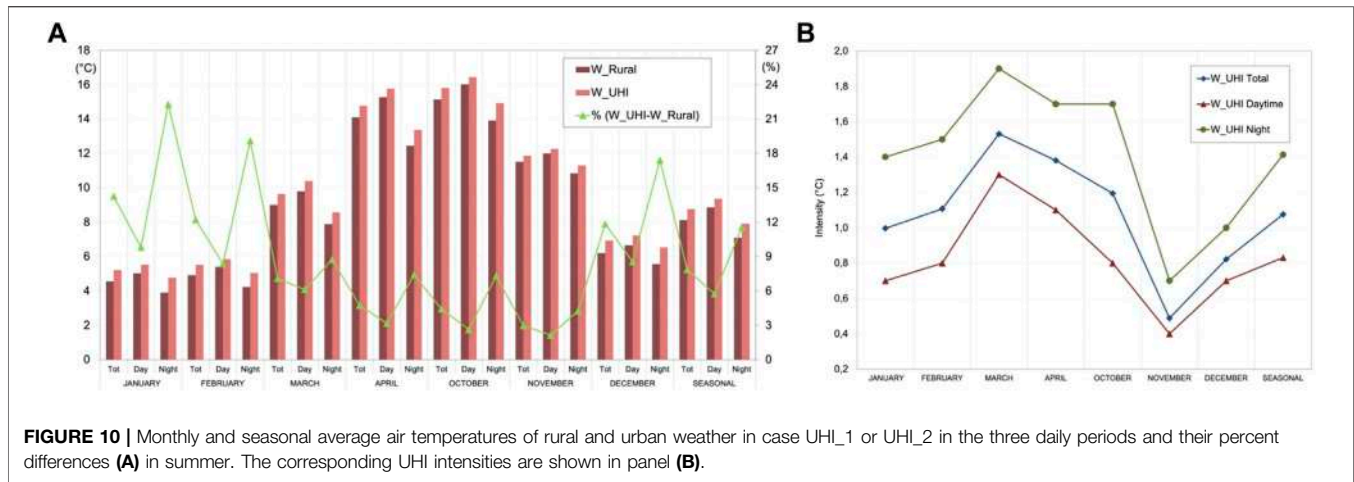 A
18
(°C)
16
14
12
10
8
6
4
2
0
27
(%)
24
21
18
15
12
9
6
3
0
W_Rural
W_UHI
% (W_UHI-W_Rural)
Tot Day Night Tot Day Night Tot Day Night Tot Day Night Tot Day Night Tot Day Night Tot Day Night Tot Day Night
JANUARY FEBRUARY MARCH APRIL OCTOBER NOVEMBER DECEMBER SEASONAL
B
2,0
1,8
1,6
1,4
1,2
1,0
0,8
0,6
0,4
0,2
Intensity (°C)
W_UHI Total
W_UHI Daytime
W_UHI Night
JANUARY FEBRUARY MARCH APRIL OCTOBER NOVEMBER DECEMBER SEASONAL
FIGURE 10 | Monthly and seasonal average air temperatures of rural and urban weather in case UHI_1 or UHI_2 in the three daily periods and their percent
differences (A) in summer. The corresponding UHI intensities are shown in panel (B).